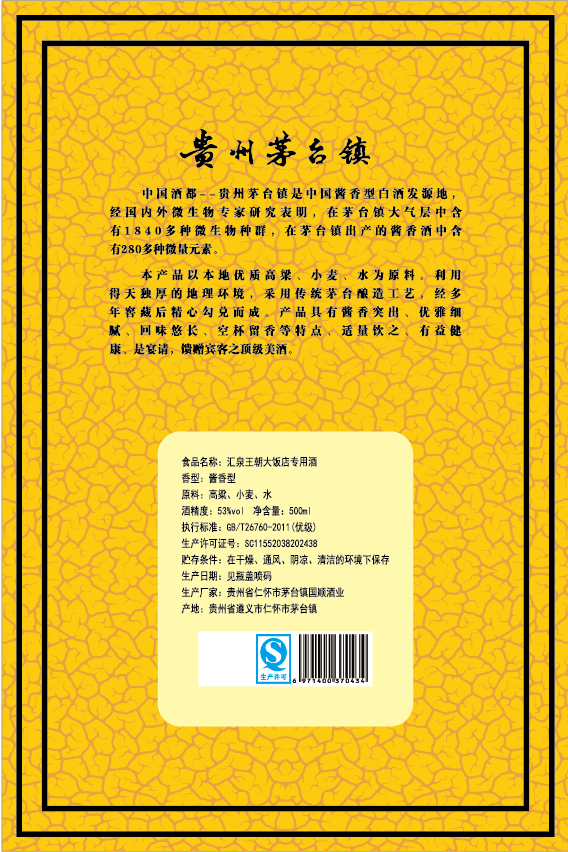 贵州茅台镇
中国酒都--贵州茅台镇是中国酱香型白酒发源地，
经国内外微生物专家研究表明，在茅台镇大气层中含
有1840多种微生物种群，在茅台镇出产的酱香酒中含
有280多种微量元素。
本产品以本地优质高粱、小麦、水为原料。利用
得天独厚的地理环境，采用传统茅台酿造工艺，经多
年窖藏后精心勾兑而成。产品具有酱香突出、优雅细
腻、回味悠长、空杯留香等特点、适量饮之、有益健
康、是宴请，馈赠宾客之顶级美酒。
食品名称：汇泉王朝大饭店专用酒
香型：酱香型
原料：高粱、小麦、水
酒精度：53%vol 净含量：500ml
执行标准：GB/T26760-2011(优级)
生产许可证号：SC11552038202438
贮存条件：在干燥、通风、阴凉、清洁的环境下保存
生产日期：见瓶盖喷码
生产厂家：贵州省仁怀市茅台镇国顺酒业
产地：贵州省遵义市仁怀市茅台镇
生产许可
6 971400 370434